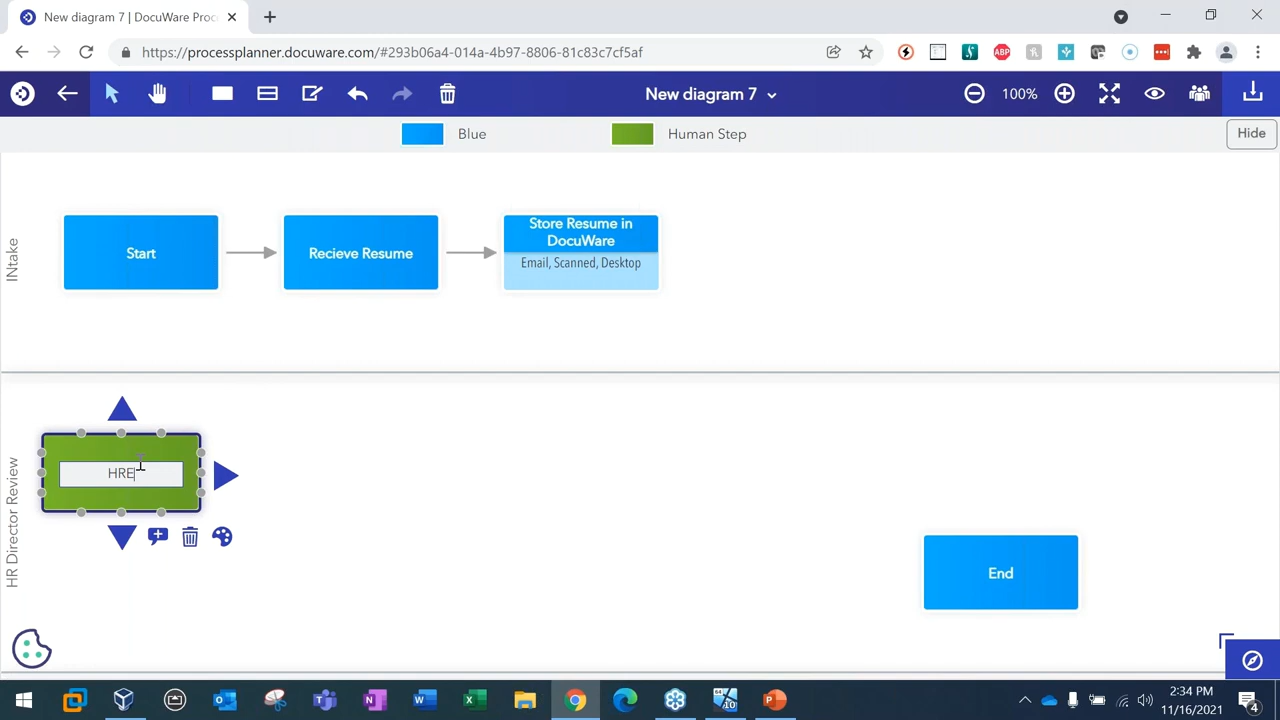 New diagram 7 | DocuWare Proc
https://processplanner.docuware.com/#293b06a4-014a-4b97-8806-81c83c7cf5af
New diagram 7
100%
Blue
Human Step
Hide
INtake
Start
Recieve Resume
Store Resume in
DocuWare
Email, Scanned, Desktop
HR Director Review
HRE
End
2:34 PM
11/16/2021
4